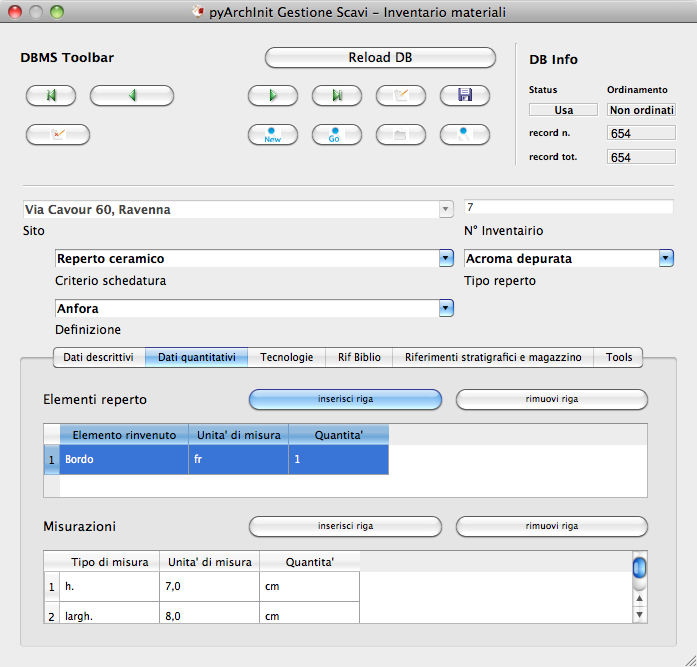 pyArchInit Gestione Scavi - Inventario materiali
DBMS Toolbar
Reload DB
DB Info
Status
Ordinamento
Usa
Non ordinati
record n.
654
record tot.
654
New
Go
Via Cavour 60, Ravenna
7
Sito
N° Inventairio
Reperto ceramico
Acroma depurata
Criterio schedatura
Tipo reperto
Anfora
Definizione
Dati descrittivi
Dati quantitativi
Tecnologie
Rif Biblio
Riferimenti stratigrafici e magazzino
Tools
Elementi reperto
inserisci riga
rimuovi riga
Elemento rinvenuto
Unita' di misura
Quantita'
1
Bordo
fr
1
Misurazioni
inserisci riga
rimuovi riga
Tipo di misura
Unita' di misura
Quantita'
1
h.
7,0
cm
2
largh.
8,0
cm